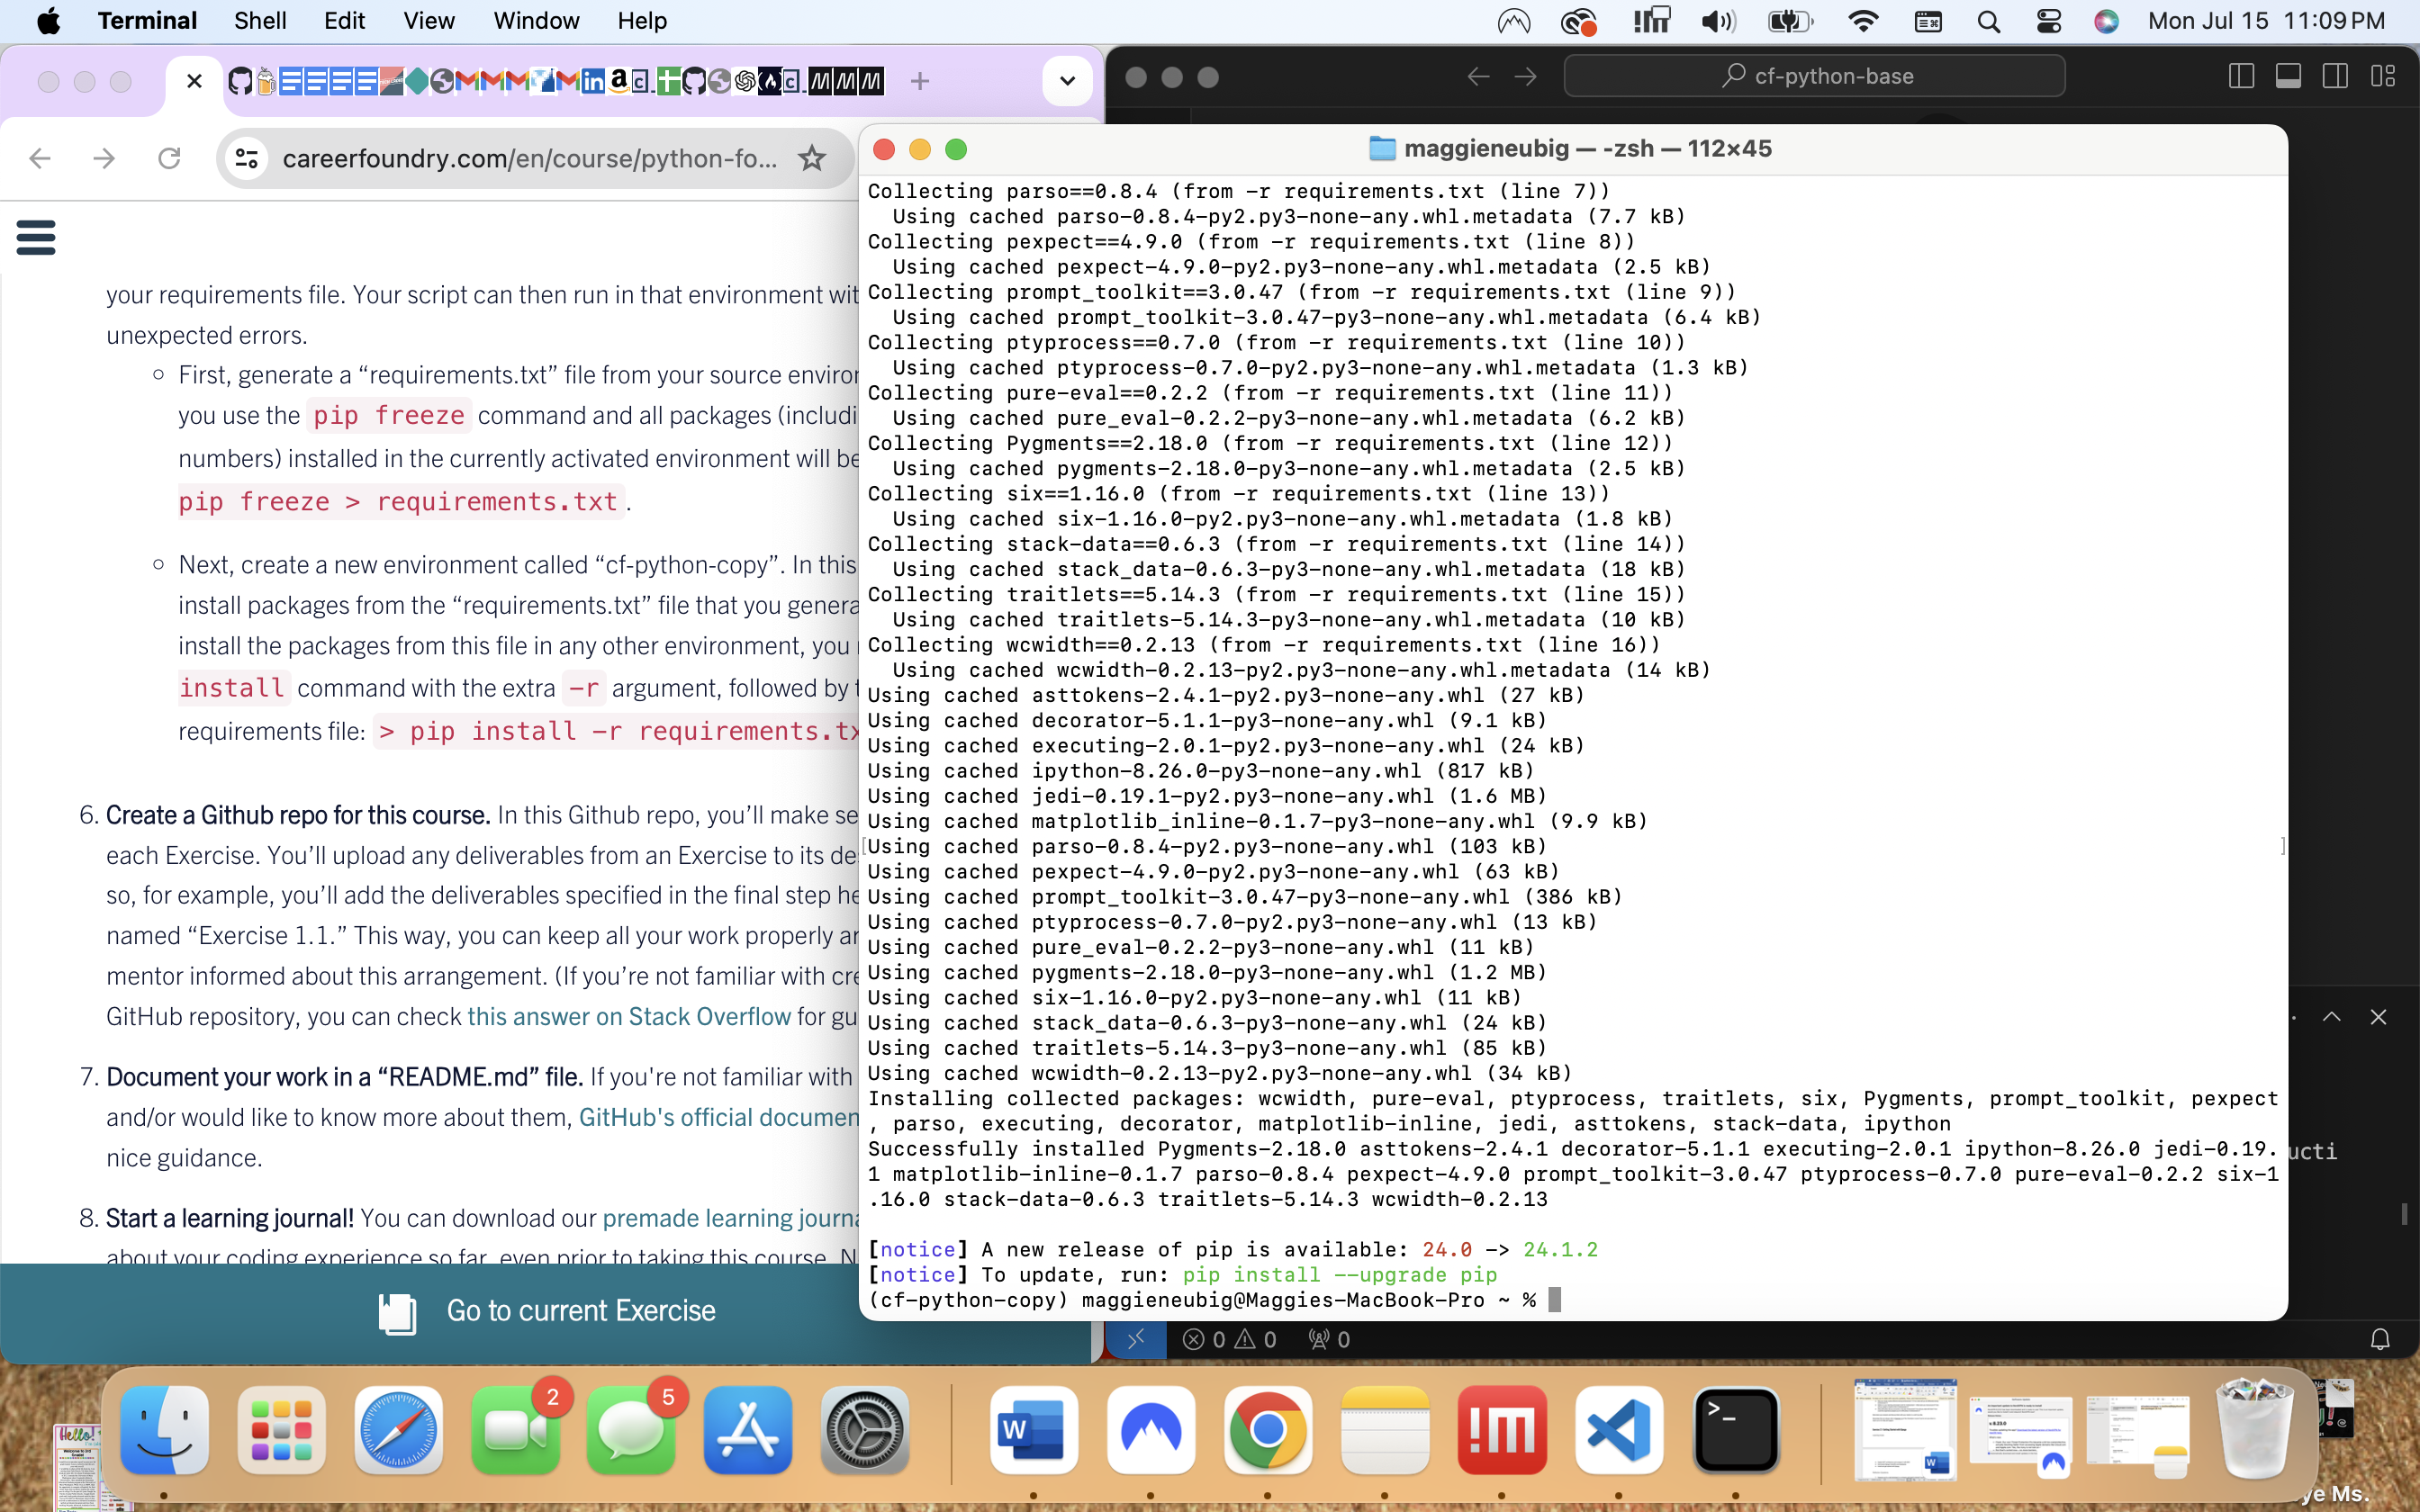 Terminal Shell Edit View Window Help
Mon Jul 15 11:09 PM
cf-python-base
careerfoundry.com/en/course/python-fo...
maggieneubig — -zsh — 112×45
your requirements file. Your script can then run in that environment wit
unexpected errors.
First, generate a “requirements.txt” file from your source enviro
you use the pip freeze command and all packages (includi
numbers) installed in the currently activated environment will be
pip freeze > requirements.txt.
Next, create a new environment called “cf-python-copy”. In this
install packages from the “requirements.txt” file that you genera
install the packages from this file in any other environment, you
install command with the extra -r argument, followed by
requirements file: > pip install -r requirements.tx
6. Create a Github repo for this course. In this Github repo, you’ll make se
each Exercise. You’ll upload any deliverables from an Exercise to its de
so, for example, you’ll add the deliverables specified in the final step he
named “Exercise 1.1.” This way, you can keep all your work properly ar
mentor informed about this arrangement. (If you’re not familiar with cre
GitHub repository, you can check this answer on Stack Overflow for gu
7. Document your work in a “README.md” file. If you're not familiar with
and/or would like to know more about them, GitHub's official documen
nice guidance.
8. Start a learning journal! You can download our premade learning journa
about your coding experience so far, even prior to taking this course. N
Go to current Exercise
Collecting parso==0.8.4 (from -r requirements.txt (line 7))
Using cached parso-0.8.4-py2.py3-none-any.whl.metadata (7.7 kB)
Collecting pexpect==4.9.0 (from -r requirements.txt (line 8))
Using cached pexpect-4.9.0-py2.py3-none-any.whl.metadata (2.5 kB)
Collecting prompt_toolkit==3.0.47 (from -r requirements.txt (line 9))
Using cached prompt_toolkit-3.0.47-py3-none-any.whl.metadata (6.4 kB)
Collecting ptyprocess==0.7.0 (from -r requirements.txt (line 10))
Using cached ptyprocess-0.7.0-py2.py3-none-any.whl.metadata (1.3 kB)
Collecting pure-eval==0.2.2 (from -r requirements.txt (line 11))
Using cached pure_eval-0.2.2-py3-none-any.whl.metadata (6.2 kB)
Collecting Pygments==2.18.0 (from -r requirements.txt (line 12))
Using cached pygments-2.18.0-py3-none-any.whl.metadata (2.5 kB)
Collecting six==1.16.0 (from -r requirements.txt (line 13))
Using cached six-1.16.0-py2.py3-none-any.whl.metadata (1.8 kB)
Collecting stack-data==0.6.3 (from -r requirements.txt (line 14))
Using cached stack_data-0.6.3-py3-none-any.whl.metadata (18 kB)
Collecting traitlets==5.14.3 (from -r requirements.txt (line 15))
Using cached traitlets-5.14.3-py3-none-any.whl.metadata (10 kB)
Collecting wcwidth==0.2.13 (from -r requirements.txt (line 16))
Using cached wcwidth-0.2.13-py2.py3-none-any.whl.metadata (14 kB)
Using cached asttokens-2.4.1-py2.py3-none-any.whl (27 kB)
Using cached decorator-5.1.1-py3-none-any.whl (9.1 kB)
Using cached executing-2.0.1-py2.py3-none-any.whl (24 kB)
Using cached ipython-8.26.0-py3-none-any.whl (817 kB)
Using cached jedi-0.19.1-py2.py3-none-any.whl (1.6 MB)
Using cached matplotlib_inline-0.1.7-py3-none-any.whl (9.9 kB)
Using cached parso-0.8.4-py2.py3-none-any.whl (103 kB)
Using cached pexpect-4.9.0-py2.py3-none-any.whl (63 kB)
Using cached prompt_toolkit-3.0.47-py3-none-any.whl (386 kB)
Using cached ptyprocess-0.7.0-py2.py3-none-any.whl (13 kB)
Using cached pure_eval-0.2.2-py3-none-any.whl (11 kB)
Using cached pygments-2.18.0-py3-none-any.whl (1.2 MB)
Using cached six-1.16.0-py2.py3-none-any.whl (11 kB)
Using cached stack_data-0.6.3-py3-none-any.whl (24 kB)
Using cached traitlets-5.14.3-py3-none-any.whl (85 kB)
Using cached wcwidth-0.2.13-py2.py3-none-any.whl (34 kB)
Installing collected packages: wcwidth, pure-eval, ptyprocess, traitlets, six, Pygments, prompt_toolkit, pexpect
, parso, executing, decorator, matplotlib-inline, jedi, asttokens, stack-data, ipython
Successfully installed Pygments-2.18.0 asttokens-2.4.1 decorator-5.1.1 executing-2.0.1 ipython-8.26.0 jedi-0.19.
1 matplotlib-inline-0.1.7 parso-0.8.4 pexpect-4.9.0 prompt_toolkit-3.0.47 ptyprocess-0.7.0 pure-eval-0.2.2 six-1
.16.0 stack-data-0.6.3 traitlets-5.14.3 wcwidth-0.2.13
[notice] A new release of pip is available: 24.0 -> 24.1.2
[notice] To update, run: pip install --upgrade pip
(cf-python-copy) maggieneubig@Maggies-MacBook-Pro ~ %
ucti
0 0 0
2
5
Hello!
ye Ms.